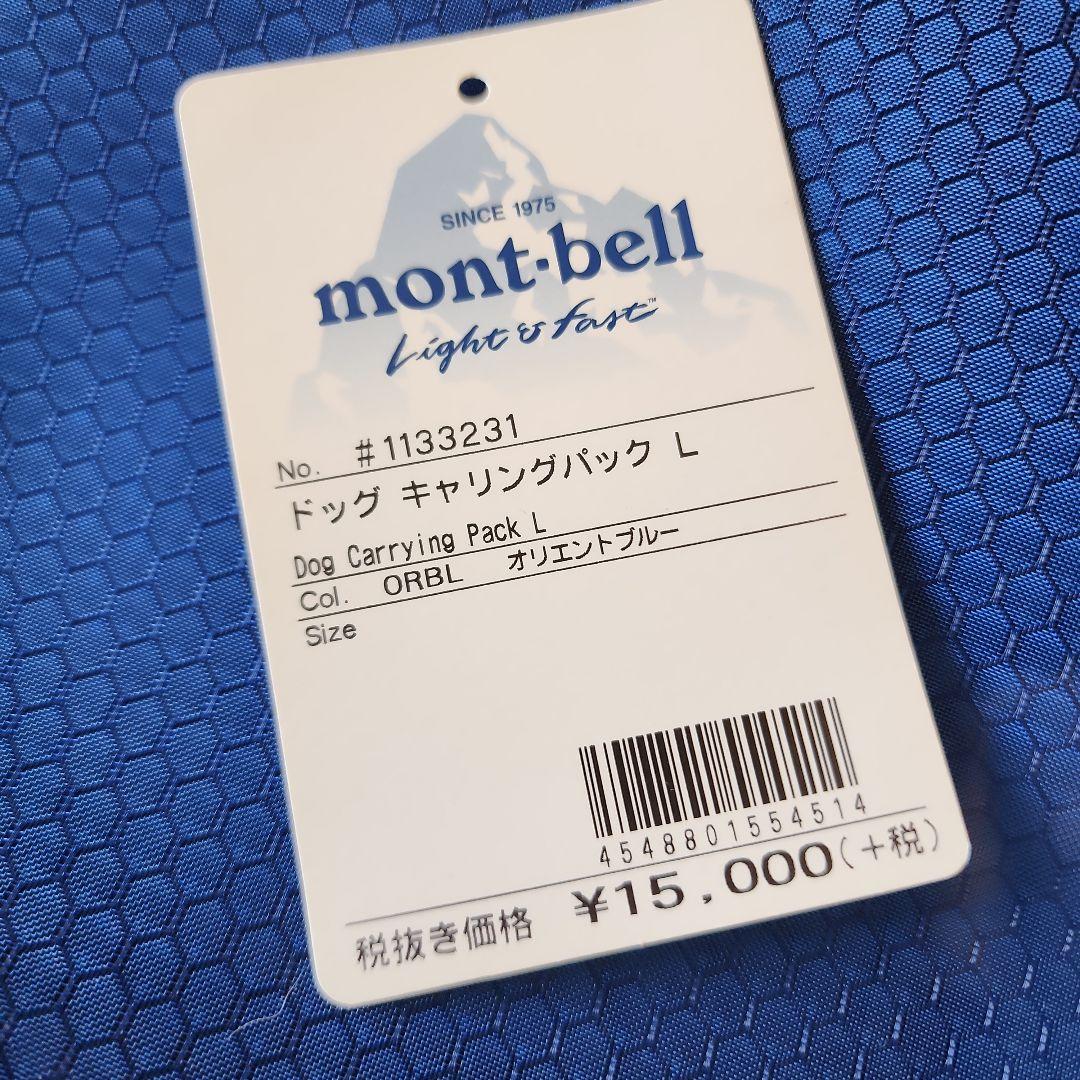 SINCE 1975
mont·bell
Light & Fast™
No. #1133231
ドッグ キャリングパック L
Dog Carrying Pack L
Col. ORBL オリエントブルー
Size
4548801554514
税抜き価格 ¥15,000(+税)